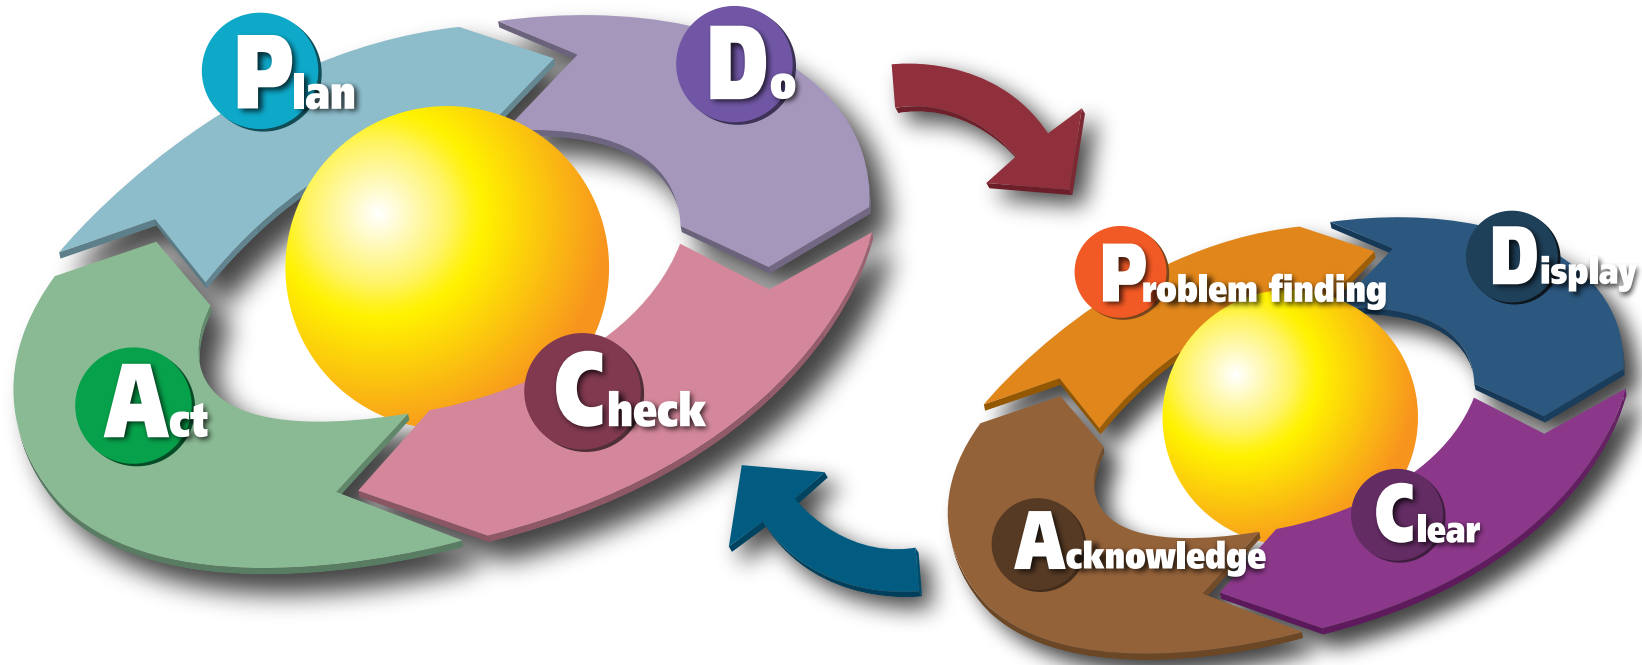 Plan
Do
Check
Act
Problem finding
Display
Clear
Acknowledge